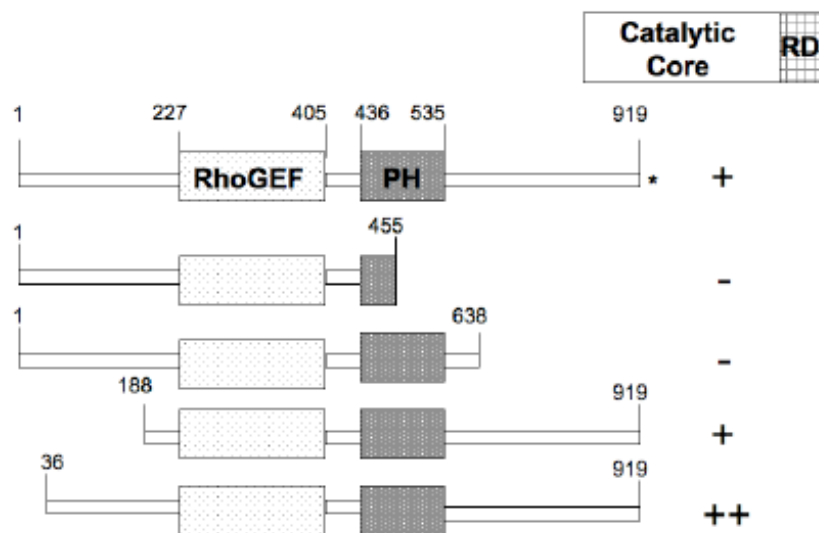 Catalytic RD
Core
1 227 405 436 535 919
RhoGEF PH * +
1 455
-
1 638
-
188 919
+
36 919
++